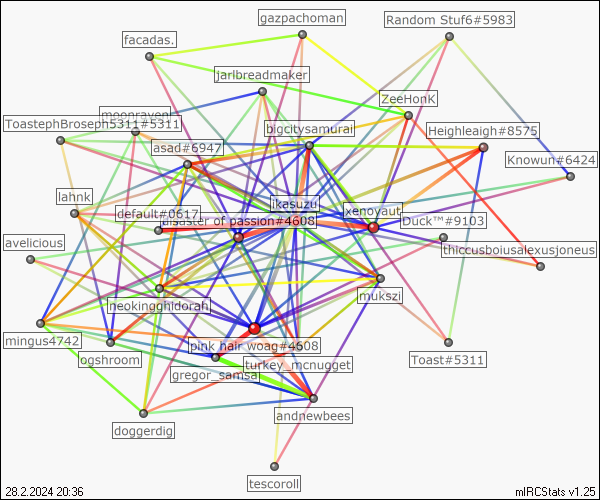 gazpachoman
Random Stuf6#5983
facadas.
jarlbreadmaker
ZeeHonK
moonraven
ToastephBroseph5311#5311
bigcitysamurai
Heighleaigh#8575
asad#6947
Knowun#6424
lahnk
ikasuzu
xenoyaut
default#0617
disaster of passion#4608
Duck™#9103
avelicious
thiccusboiusalexusjoneus
neokingghidorah
mukszi
mingus4742
pink hair woag#4608
ogshroom
turkey_mcnugget
Toast#5311
gregor_samsa
andnewbees
doggerdig
tescoroll
28.2.2024 20:36
mIRCStats v1.25